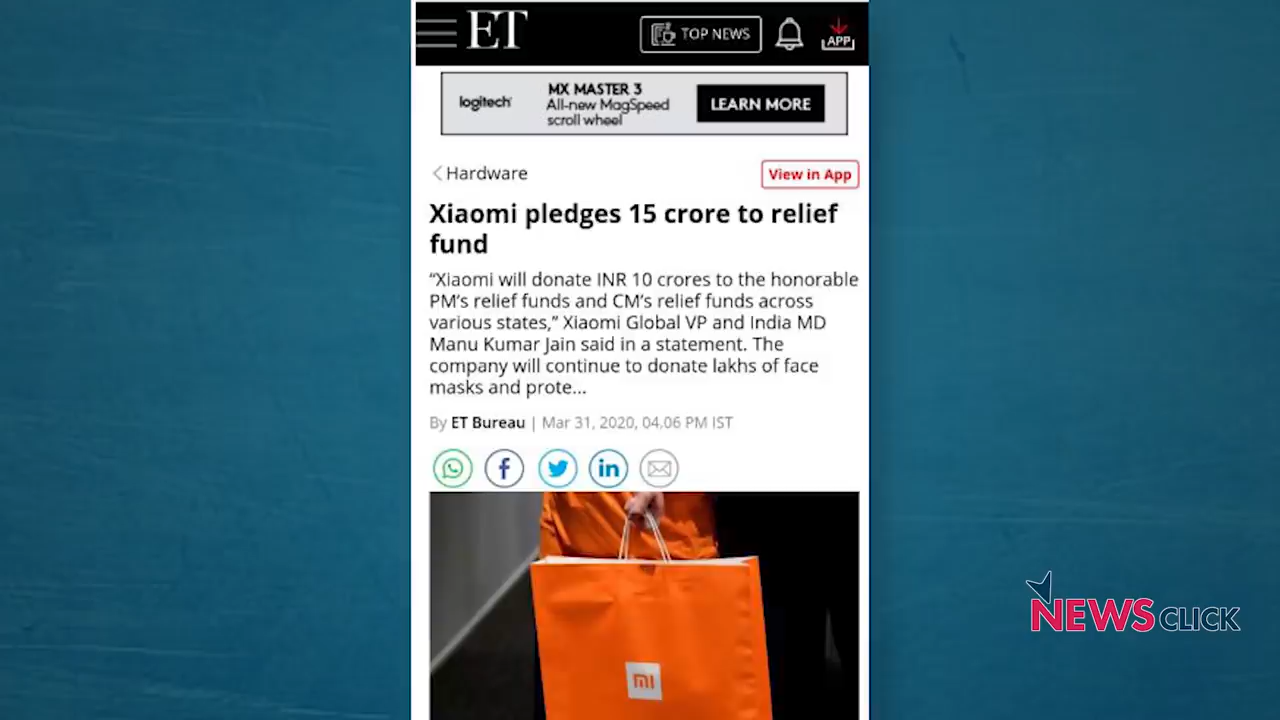 ET
TOP NEWS
APP
logitech
MX MASTER 3
All-new MagSpeed
scroll wheel
LEARN MORE
Hardware
View in App
Xiaomi pledges 15 crore to relief
fund
“Xiaomi will donate INR 10 crores to the honorable
PM’s relief funds and CM’s relief funds across
various states,” Xiaomi Global VP and India MD
Manu Kumar Jain said in a statement. The
company will continue to donate lakhs of face
masks and prote...
By ET Bureau | Mar 31, 2020, 04.06 PM IST
f
in
mi
NEWSCLICK